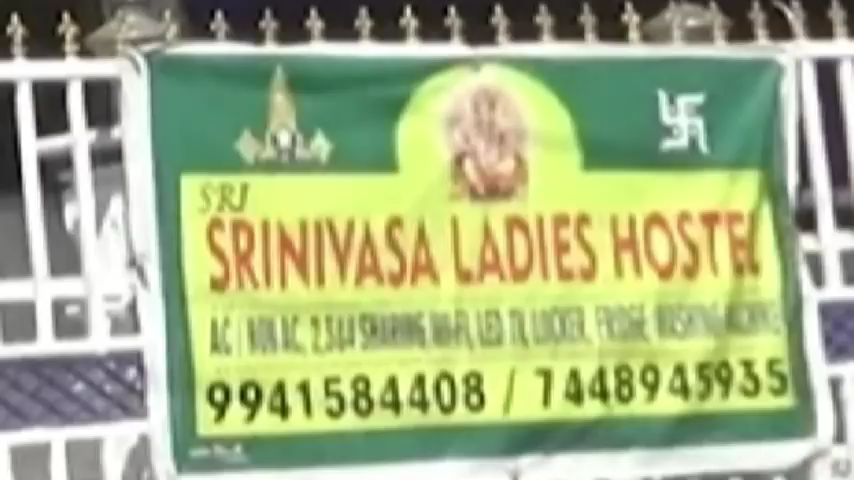 SRI
SRINIVASA LADIES HOSTEL
AC | NON AC, 2,3&4 SHARING WI-FI, LED TV, LOCKER, FRIDGE, WASHING MACHINE
9941584408 / 7448945935